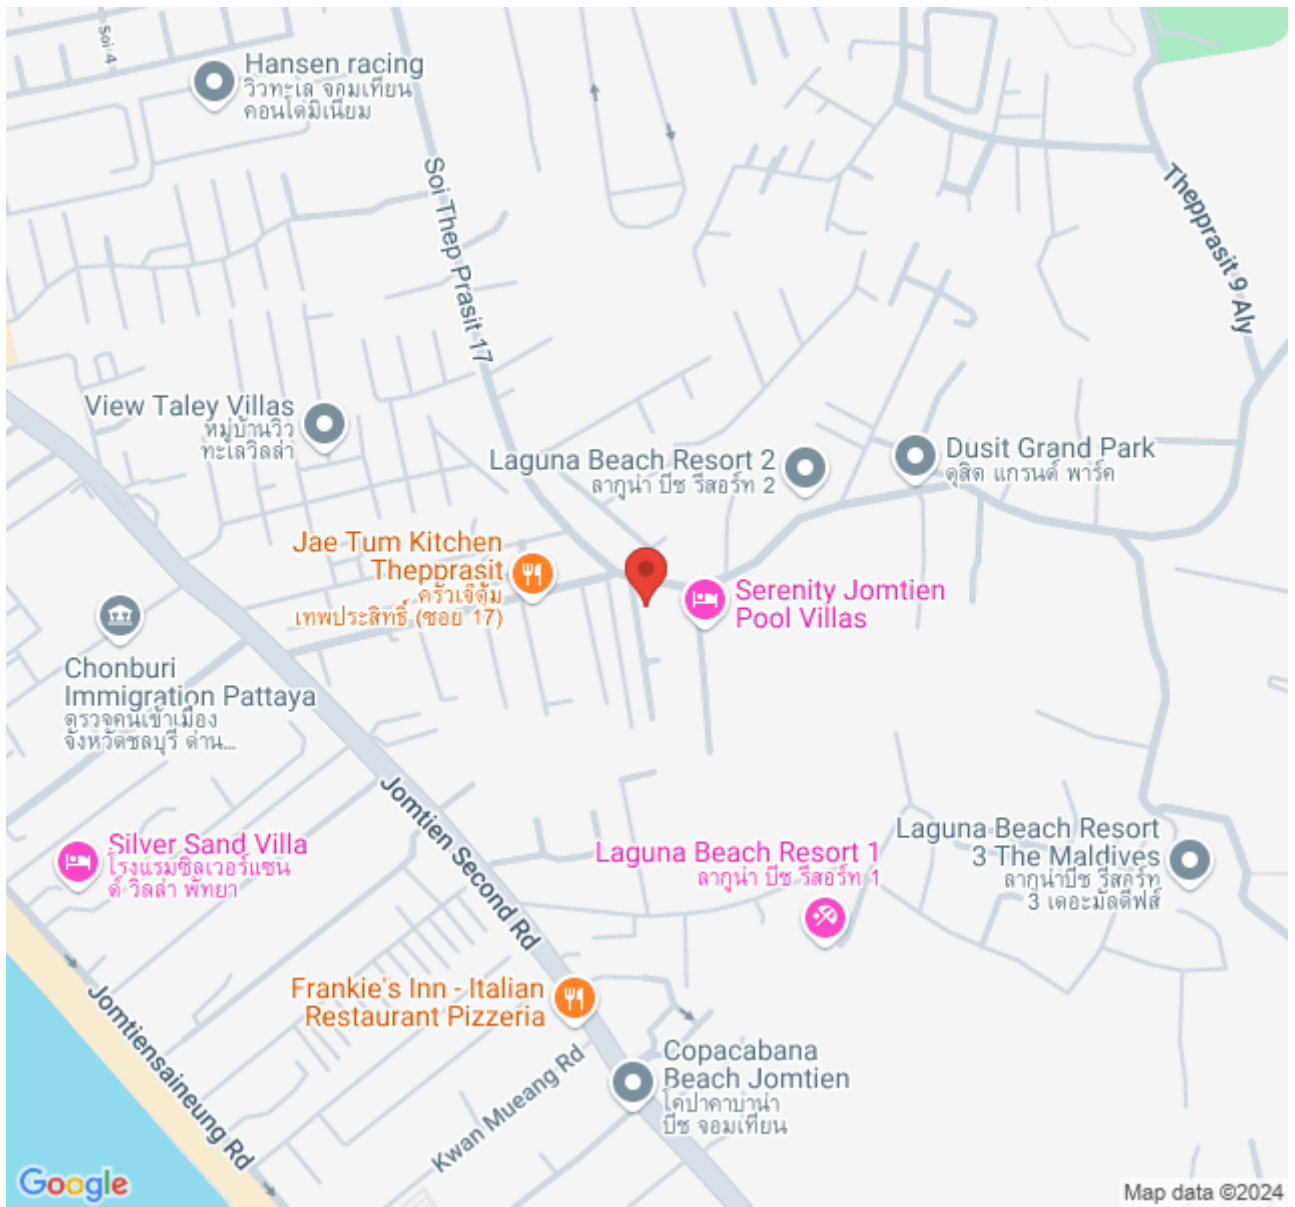 Soi 4
Hansen racing
วิวทะเล จอมเทียน
คอนโดมิเนียม
Soi Thep Prasit 17
Thepprasit 9 Aly
View Taley Villas
หมู่บ้านวิว
ทะเลวิลล่า
Laguna Beach Resort 2
ลากูน่า บีช รีสอร์ท 2
Dusit Grand Park
ดุสิต แกรนด์ พาร์ค
Jae Tum Kitchen
Thepprasit
ครัวเจ๊ตุ้ม
เทพประสิทธิ์ (ซอย 17)
Serenity Jomtien
Pool Villas
Chonburi
Immigration Pattaya
ตรวจคนเข้าเมือง
จังหวัดชลบุรี ด่าน...
Jomtien Second Rd
Silver Sand Villa
โรงแรมซิลเวอร์แซน
ด์ วิลล่า พัทยา
Laguna Beach Resort 1
ลากูน่า บีช รีสอร์ท 1
Laguna Beach Resort
3 The Maldives
ลากูน่าบีช รีสอร์ท
3 เดอะมัลดีฟส์
Frankie's Inn - Italian
Restaurant Pizzeria
Jomtiensaineung Rd
Kwan Mueang Rd
Copacabana
Beach Jomtien
โคปาคาบาน่า
บีช จอมเทียน
Google
Map data ©2024